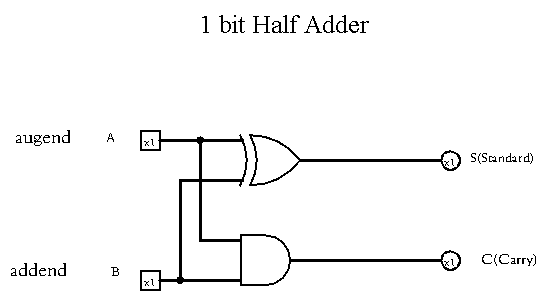 1 bit Half Adder
augend A x1
S(Standard) x1
addend B x1
C(Carry) x1